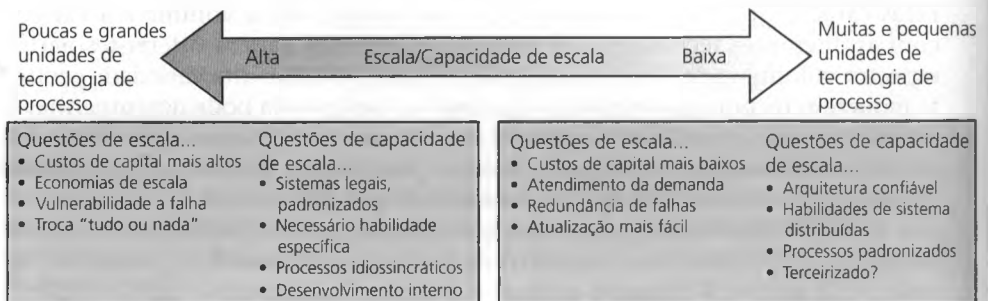 Poucas e grandes
unidades de
tecnologia de
processo
Alta
Escala/Capacidade de escala
Baixa
Muitas e pequenas
unidades de
tecnologia de
processo
Questões de escala...
• Custos de capital mais altos
• Economias de escala
• Vulnerabilidade a falha
• Troca “tudo ou nada”
Questões de capacidade
de escala...
• Sistemas legais,
padronizados
• Necessário habilidade
específica
• Processos idiossincráticos
• Desenvolvimento interno
Questões de escala...
• Custos de capital mais baixos
• Atendimento da demanda
• Redundância de falhas
• Atualização mais fácil
Questões de capacidade
de escala...
• Arquitetura confiável
• Habilidades de sistema
distribuídas
• Processos padronizados
• Terceirizado?